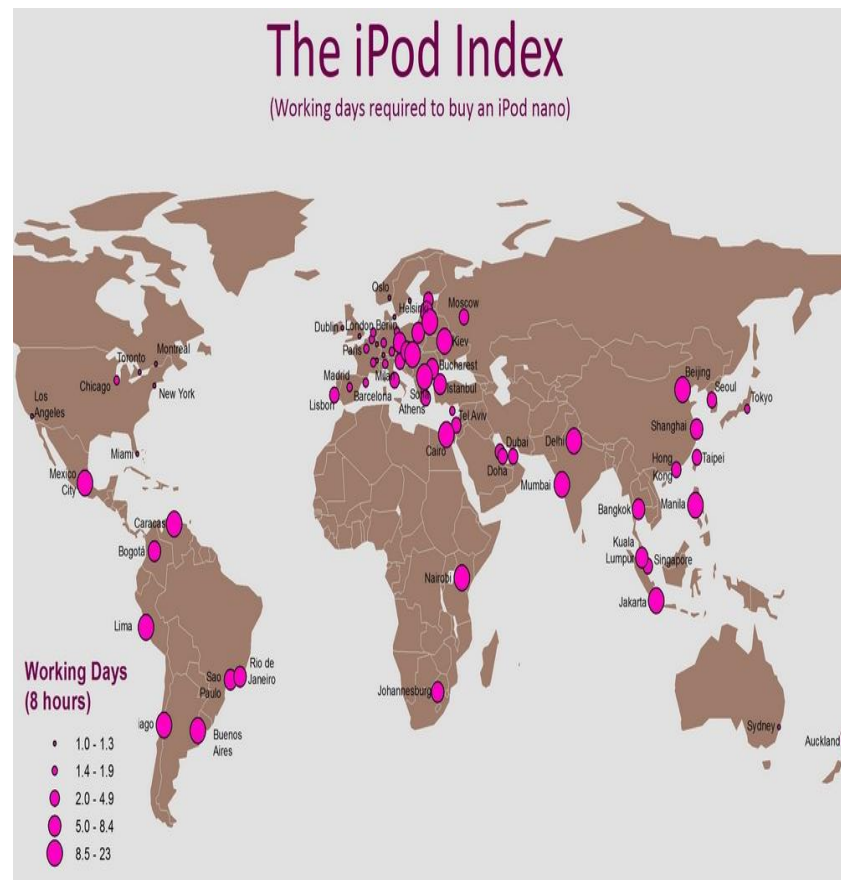 The iPod Index
(Working days required to buy an iPod nano)
Oslo
Helsinki
Moscow
Dublin
London
Berlin
Paris
Kiev
Montreal
Toronto
Chicago
New York
Los
Angeles
Madrid
Milan
Bucharest
Barcelona
Sofia
Istanbul
Lisbon
Athens
Tel Aviv
Beijing
Seoul
Tokyo
Shanghai
Miami
Cairo
Dubai
Doha
Delhi
Hong
Kong
Taipei
Mexico
City
Mumbai
Bangkok
Manila
Caracas
Bogotá
Kuala
Lumpur
Singapore
Nairobi
Jakarta
Lima
Rio de
Janeiro
Sao
Paulo
Johannesburg
iago
Buenos
Aires
Sydney
Auckland
Working Days
(8 hours)
1.0 - 1.3
1.4 - 1.9
2.0 - 4.9
5.0 - 8.4
8.5 - 23